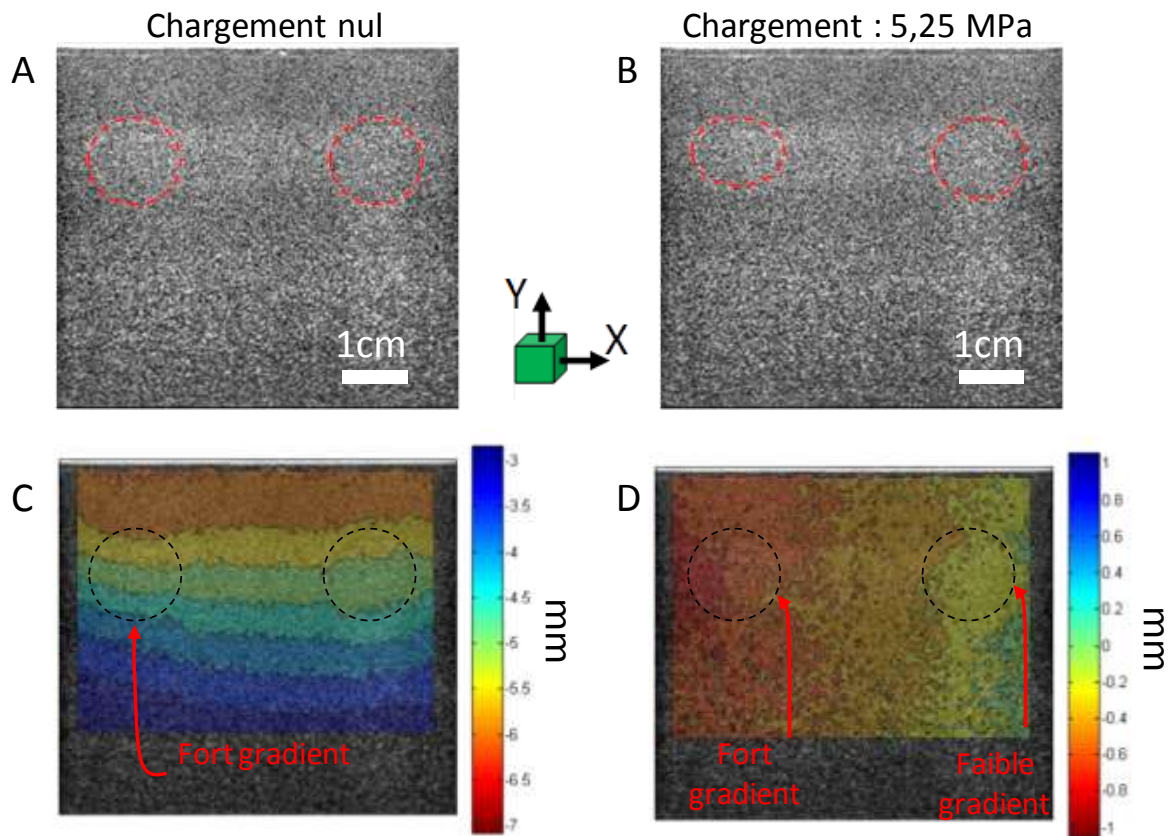 Chargement nul
Chargement : 5,25 MPa
A
B
Y
X
1cm
1cm
C
D
-3
-3.5
-4
-4.5
-5
-5.5
-6
-6.5
-7
mm
1
0.8
0.6
0.4
0.2
0
-0.2
-0.4
-0.6
-0.8
-1
mm
Fort gradient
Fort
gradient
Faible
gradient